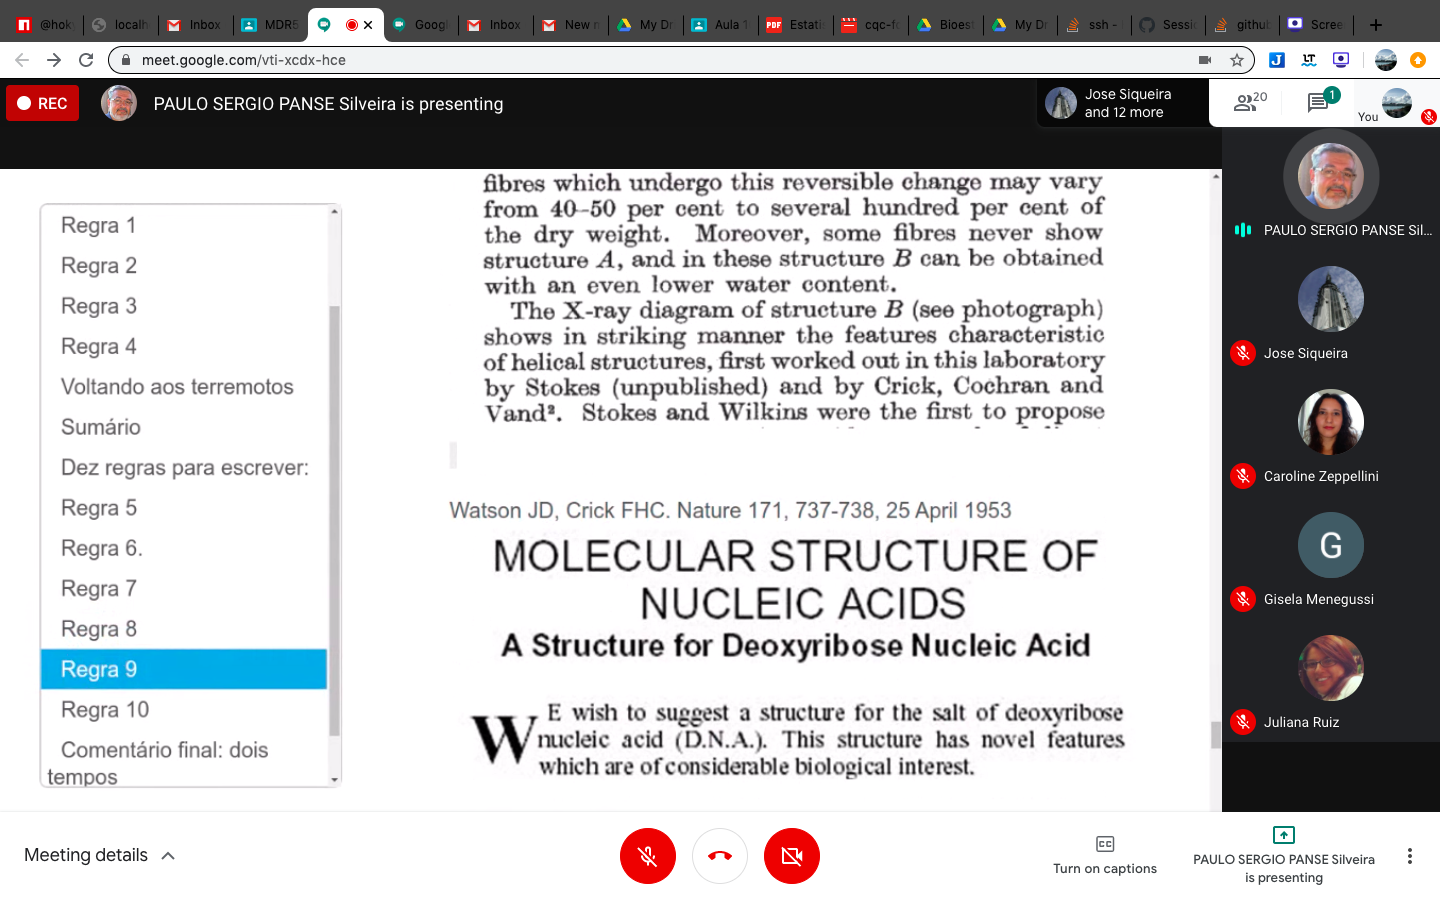 @hok
localh
Inbox
MDR5
Googl
Inbox
New m
My Dr
Aula 1
PDF
Estati
cqc-fo
Bioest
My Dr
ssh -
Sessio
github
Scree
meet.google.com/vti-xcdx-hce
REC
PAULO SERGIO PANSE Silveira is presenting
Jose Siqueira
and 12 more
20
1
You
Regra 1
Regra 2
Regra 3
Regra 4
Voltando aos terremotos
Sumário
Dez regras para escrever:
Regra 5
Regra 6.
Regra 7
Regra 8
Regra 9
Regra 10
Comentário final: dois
tempos
fibres which undergo this reversible change may vary
from 40–50 per cent to several hundred per cent of
the dry weight. Moreover, some fibres never show
structure A, and in these structure B can be obtained
with an even lower water content.
The X-ray diagram of structure B (see photograph)
shows in striking manner the features characteristic
of helical structures, first worked out in this laboratory
by Stokes (unpublished) and by Crick, Cochran and
Vand². Stokes and Wilkins were the first to propose
Watson JD, Crick FHC. Nature 171, 737-738, 25 April 1953
MOLECULAR STRUCTURE OF
NUCLEIC ACIDS
A Structure for Deoxyribose Nucleic Acid
WE wish to suggest a structure for the salt of deoxyribose
nucleic acid (D.N.A.). This structure has novel features
which are of considerable biological interest.
PAULO SERGIO PANSE Sil...
Jose Siqueira
Caroline Zeppellini
G
Gisela Menegussi
Juliana Ruiz
Meeting details
Turn on captions
PAULO SERGIO PANSE Silveira
is presenting